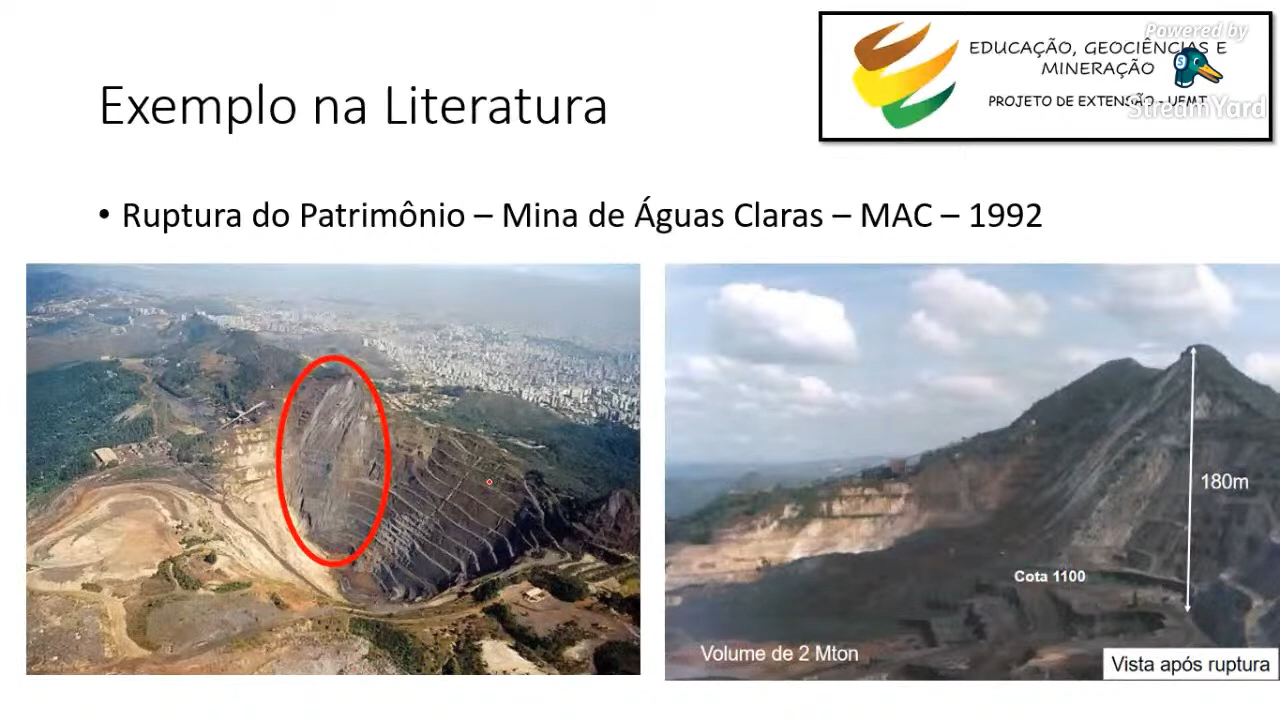 Exemplo na Literatura
EDUCAÇÃO, GEOCIÊNCIAS E
MINERAÇÃO
PROJETO DE EXTENSÃO - UFMT
Powered by
S
StreamYard
• Ruptura do Patrimônio – Mina de Águas Claras – MAC – 1992
180m
Cota 1100
Volume de 2 Mton
Vista após ruptura